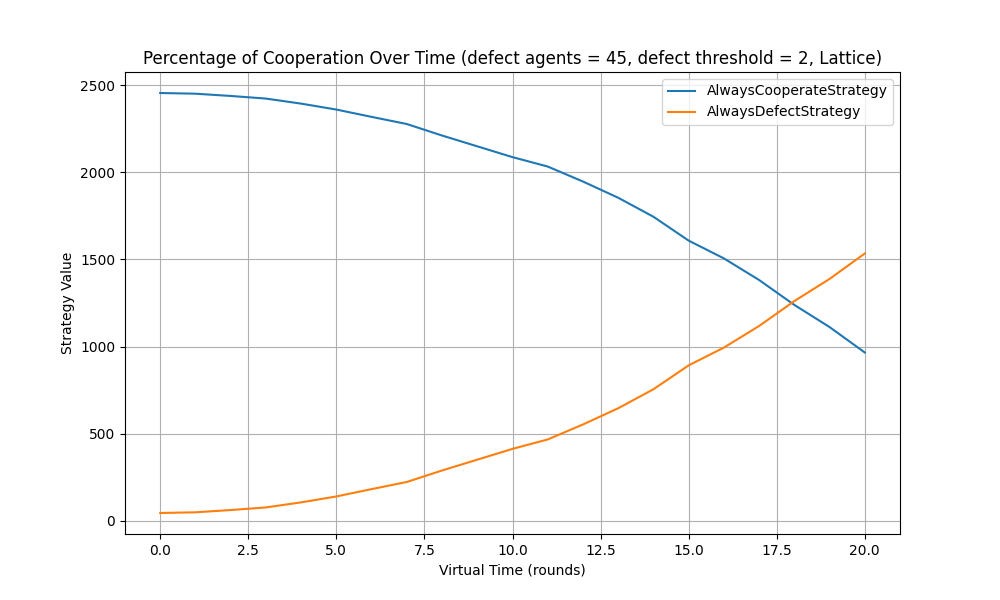 Percentage of Cooperation Over Time (defect agents = 45, defect threshold = 2, Lattice)
AlwaysCooperateStrategy
AlwaysDefectStrategy
Strategy Value
2500
2000
1500
1000
500
0
0.0 2.5 5.0 7.5 10.0 12.5 15.0 17.5 20.0
Virtual Time (rounds)